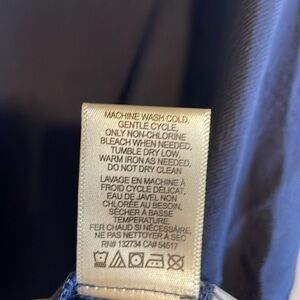 MACHINE WASH COLD,
GENTLE CYCLE,
ONLY NON-CHLORINE
BLEACH WHEN NEEDED,
TUMBLE DRY LOW,
WARM IRON AS NEEDED,
DO NOT DRY CLEAN
LAVAGE EN MACHINE À
FROID CYCLE DÉLICAT,
EAU DE JAVEL NON
CHLORÉE AU BESOIN,
SÉCHER À BASSE
TEMPERATURE,
FER CHAUD SI NÉCESSAIRE,
NE PAS NETTOYER À SEC
RN# 132734 CA# 54517